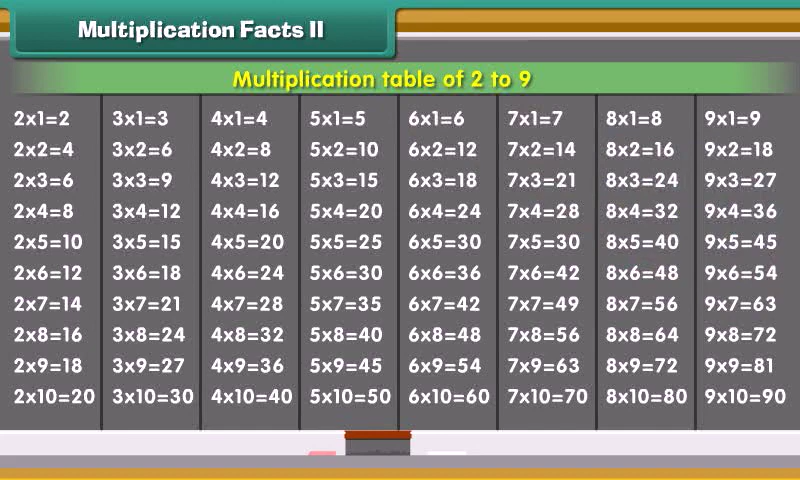 Multiplication Facts II
Multiplication table of 2 to 9
2x1=2 3x1=3 4x1=4 5x1=5 6x1=6 7x1=7 8x1=8 9x1=9
2x2=4 3x2=6 4x2=8 5x2=10 6x2=12 7x2=14 8x2=16 9x2=18
2x3=6 3x3=9 4x3=12 5x3=15 6x3=18 7x3=21 8x3=24 9x3=27
2x4=8 3x4=12 4x4=16 5x4=20 6x4=24 7x4=28 8x4=32 9x4=36
2x5=10 3x5=15 4x5=20 5x5=25 6x5=30 7x5=30 8x5=40 9x5=45
2x6=12 3x6=18 4x6=24 5x6=30 6x6=36 7x6=42 8x6=48 9x6=54
2x7=14 3x7=21 4x7=28 5x7=35 6x7=42 7x7=49 8x7=56 9x7=63
2x8=16 3x8=24 4x8=32 5x8=40 6x8=48 7x8=56 8x8=64 9x8=72
2x9=18 3x9=27 4x9=36 5x9=45 6x9=54 7x9=63 8x9=72 9x9=81
2x10=20 3x10=30 4x10=40 5x10=50 6x10=60 7x10=70 8x10=80 9x10=90